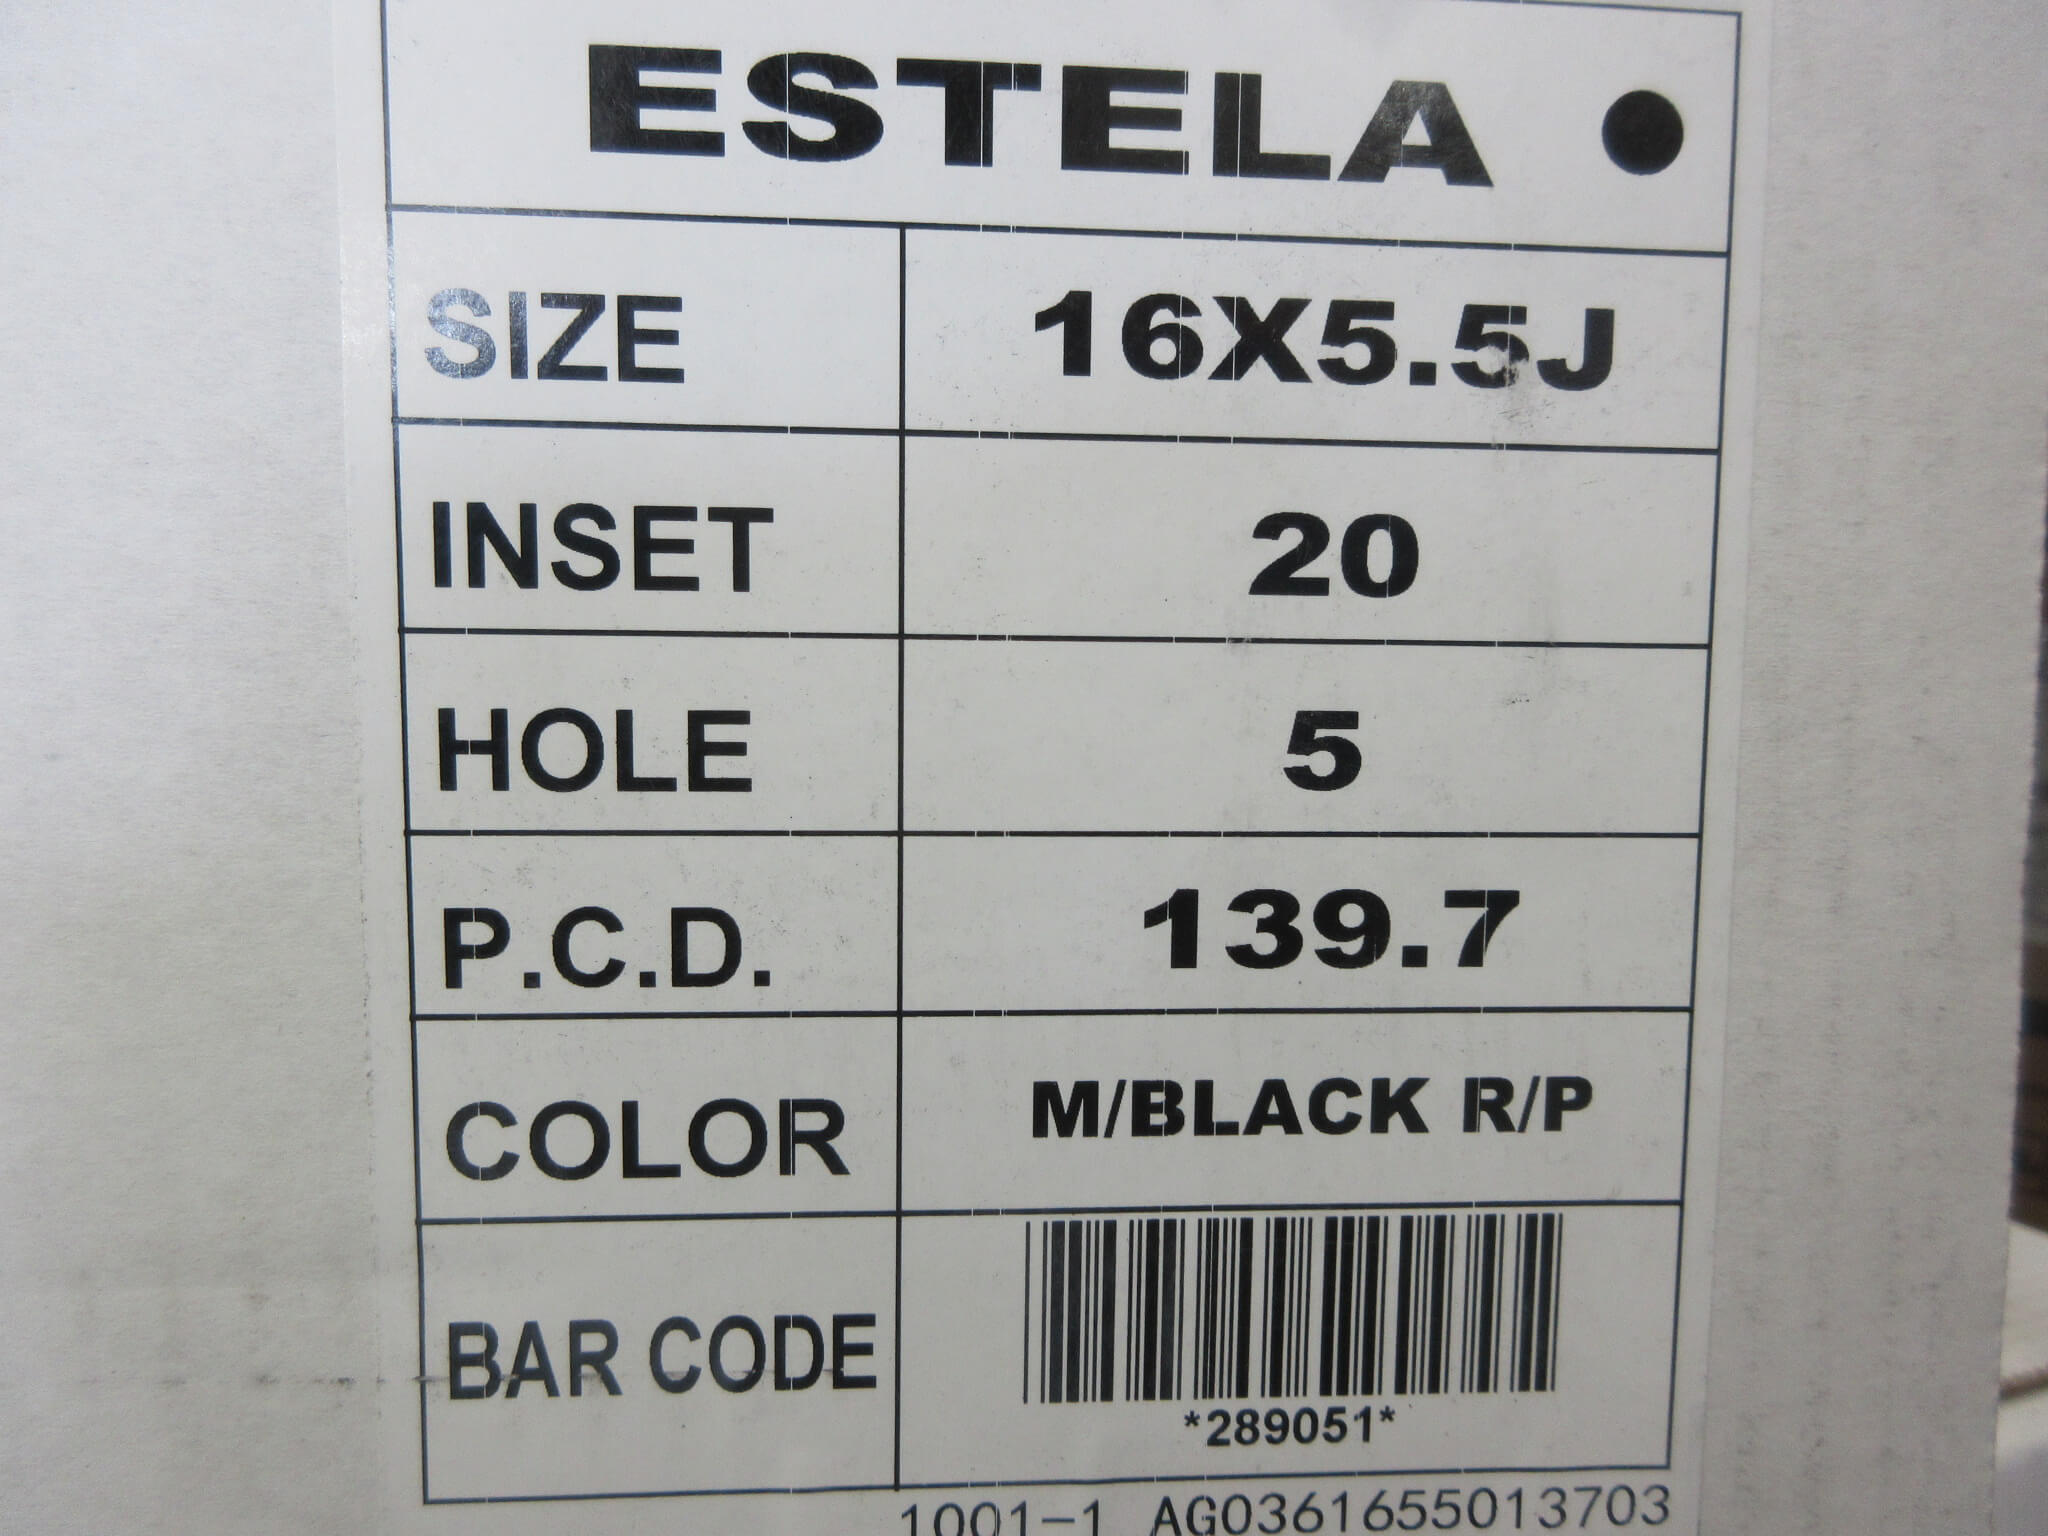 ESTELA ●
SIZE 16X5.5J
INSET 20
HOLE 5
P.C.D. 139.7
COLOR M/BLACK R/P
BAR CODE
*289051*
1001-1 AG0361655013703